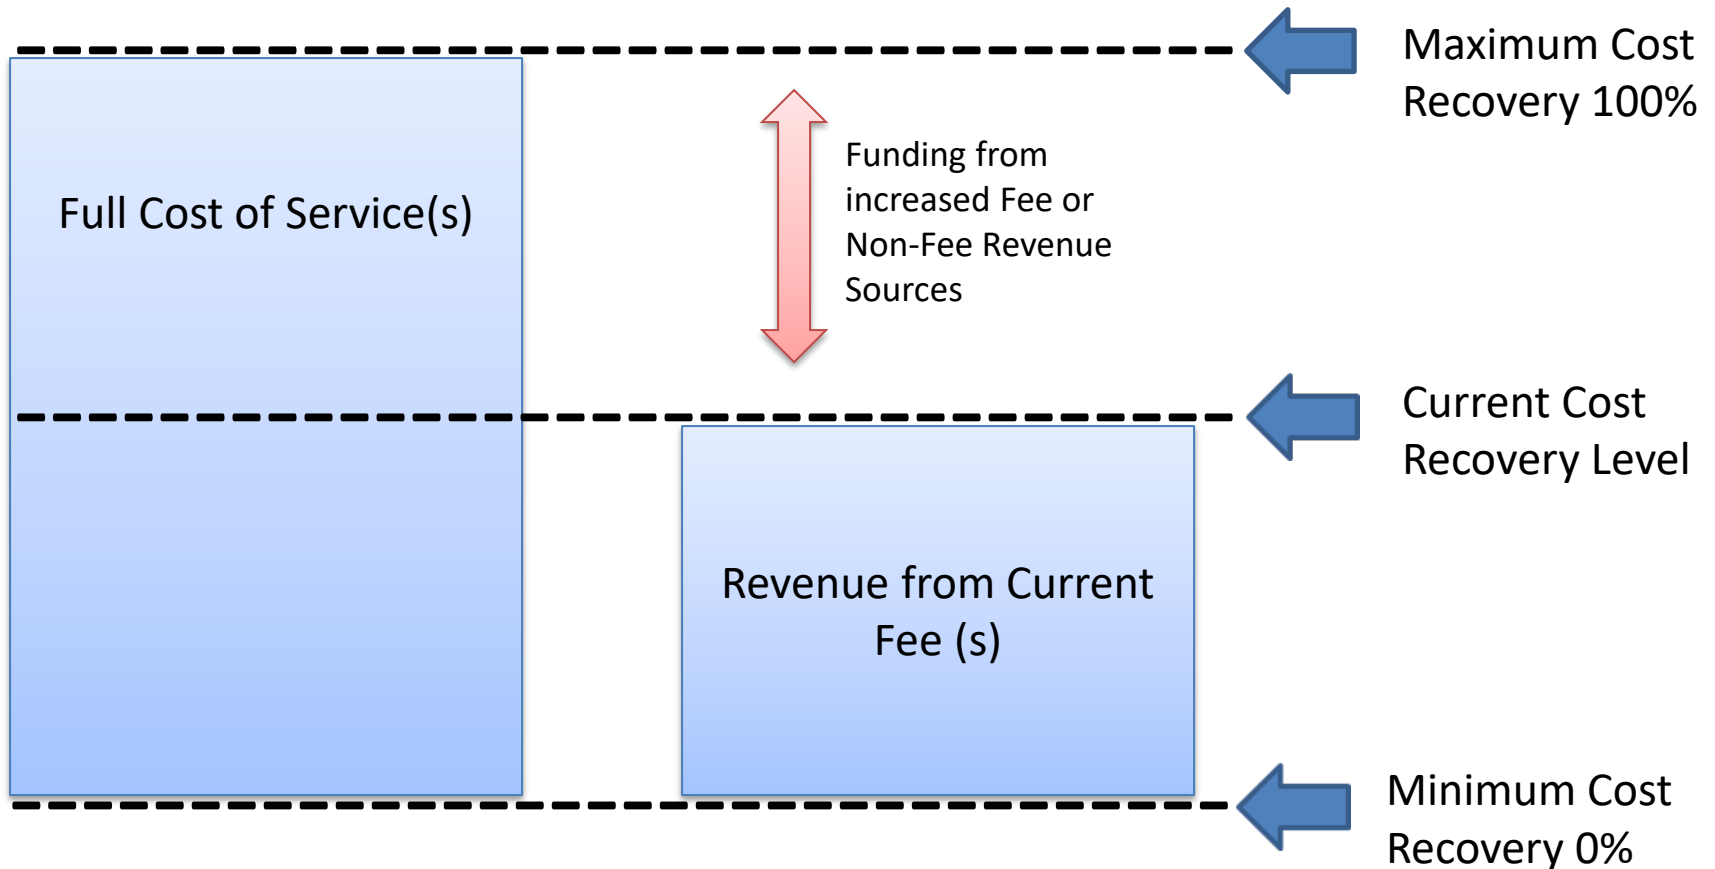 Maximum Cost
Recovery 100%
Funding from
increased Fee or
Non-Fee Revenue
Sources
Full Cost of Service(s)
Current Cost
Recovery Level
Revenue from Current
Fee (s)
Minimum Cost
Recovery 0%